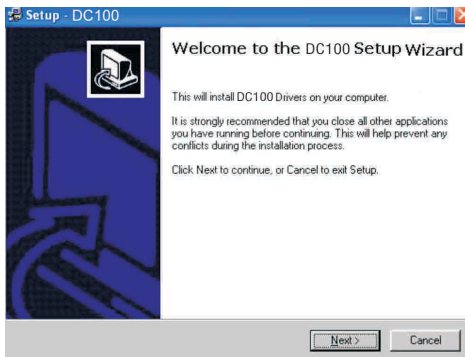 Setup - DC100
Welcome to the DC100 Setup Wizard
This will install DC100 Drivers on your computer.
It is strongly recommended that you close all other applications
you have running before continuing. This will help prevent any
conflicts during the installation process.
Click Next to continue, or Cancel to exit Setup.
Next >
Cancel